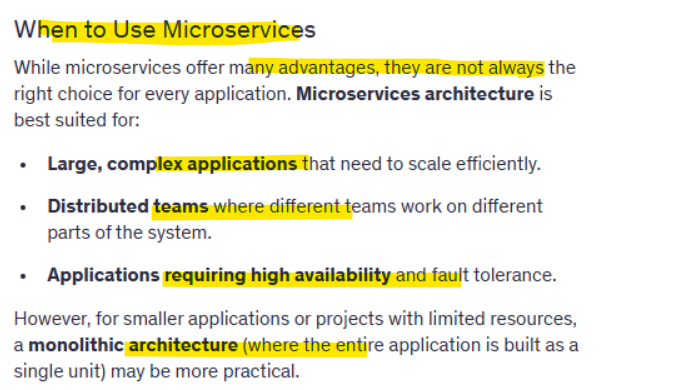 When to Use Microservices
While microservices offer many advantages, they are not always the
right choice for every application. Microservices architecture is
best suited for:
• Large, complex applications that need to scale efficiently.
• Distributed teams where different teams work on different
parts of the system.
• Applications requiring high availability and fault tolerance.
However, for smaller applications or projects with limited resources,
a monolithic architecture (where the entire application is built as a
single unit) may be more practical.